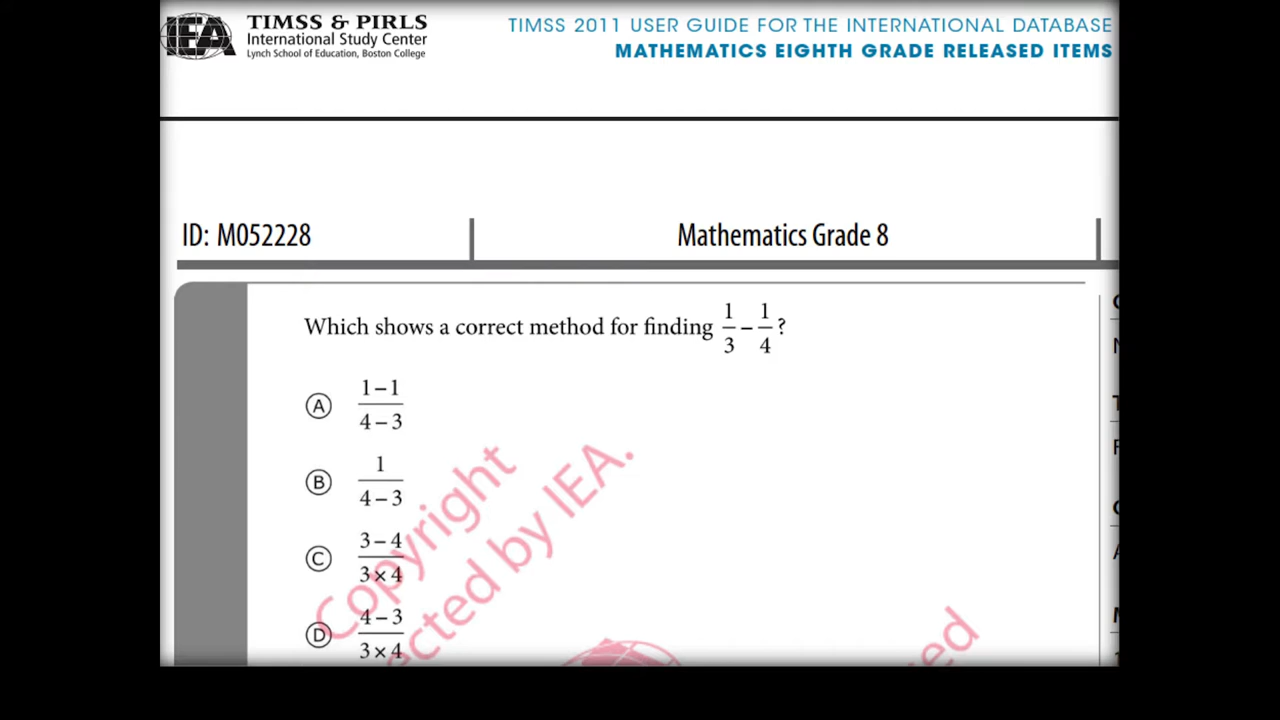 IEA
TIMSS & PIRLS
International Study Center
Lynch School of Education, Boston College
TIMSS 2011 USER GUIDE FOR THE INTERNATIONAL DATABASE
MATHEMATICS EIGHTH GRADE RELEASED ITEMS
ID: M052228
Mathematics Grade 8
Which shows a correct method for finding 1/3 – 1/4 ?
A (1 – 1)/(4 – 3)
B 1/(4 – 3)
C (3 – 4)/(3 × 4)
D (4 – 3)/(3 × 4)
Copyright
by IEA.